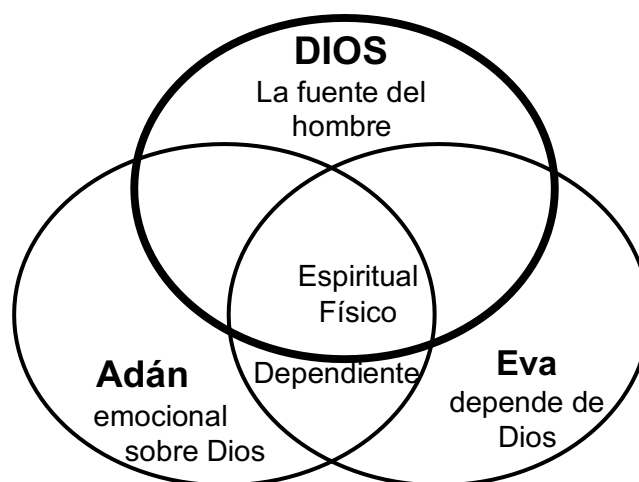 DIOS
La fuente del
hombre
Espiritual
Físico
Dependiente
Adán
emocional
sobre Dios
Eva
depende de
Dios